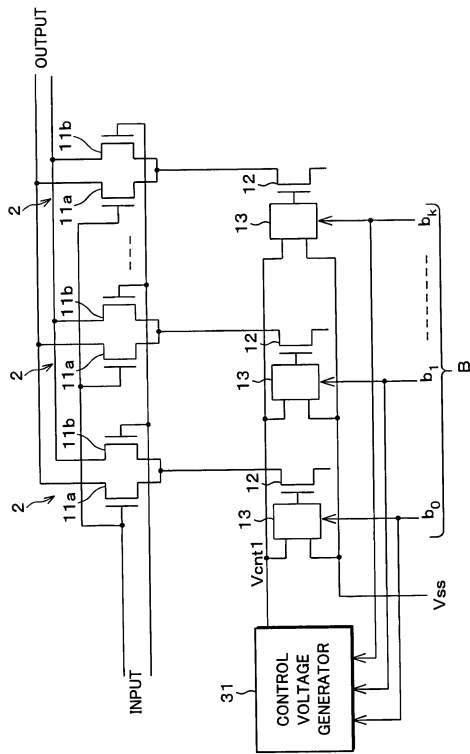 OUTPUT
2
2
2
11a
11b
11a
11b
11a
11b
INPUT
12
12
12
13
13
13
Vcnt1
31
CONTROL
VOLTAGE
GENERATOR
Vss
b0
b1
bk
B